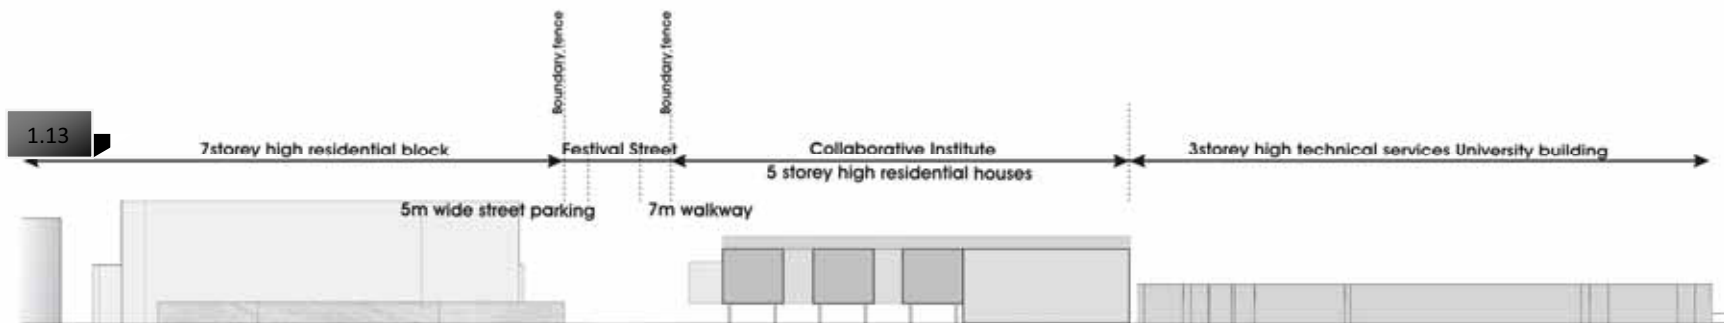 Boundary fence
Boundary fence
1.13
7storey high residential block
Festival Street
Collaborative Institute
3storey high technical services University building
5 storey high residential houses
5m wide street parking
7m walkway